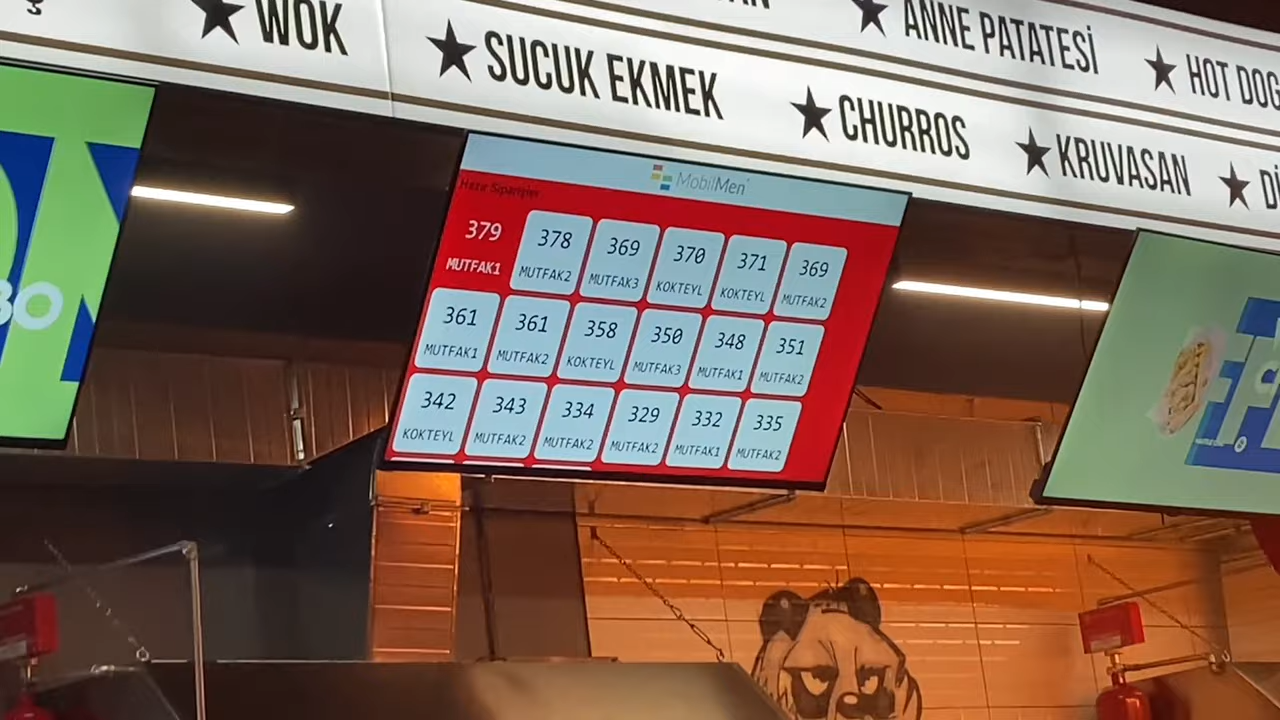 WOK
ANNE PATATESİ
HOT DOG
SUCUK EKMEK
CHURROS
KRUVASAN
MobilMen
Hazır Siparişler
379 378 369 370 371 369
MUTFAK1 MUTFAK2 MUTFAK3 KOKTEYL KOKTEYL MUTFAK2
361 361 358 350 348 351
MUTFAK1 MUTFAK2 KOKTEYL MUTFAK3 MUTFAK1 MUTFAK2
342 343 334 329 332 335
KOKTEYL MUTFAK2 MUTFAK2 MUTFAK2 MUTFAK1 MUTFAK2